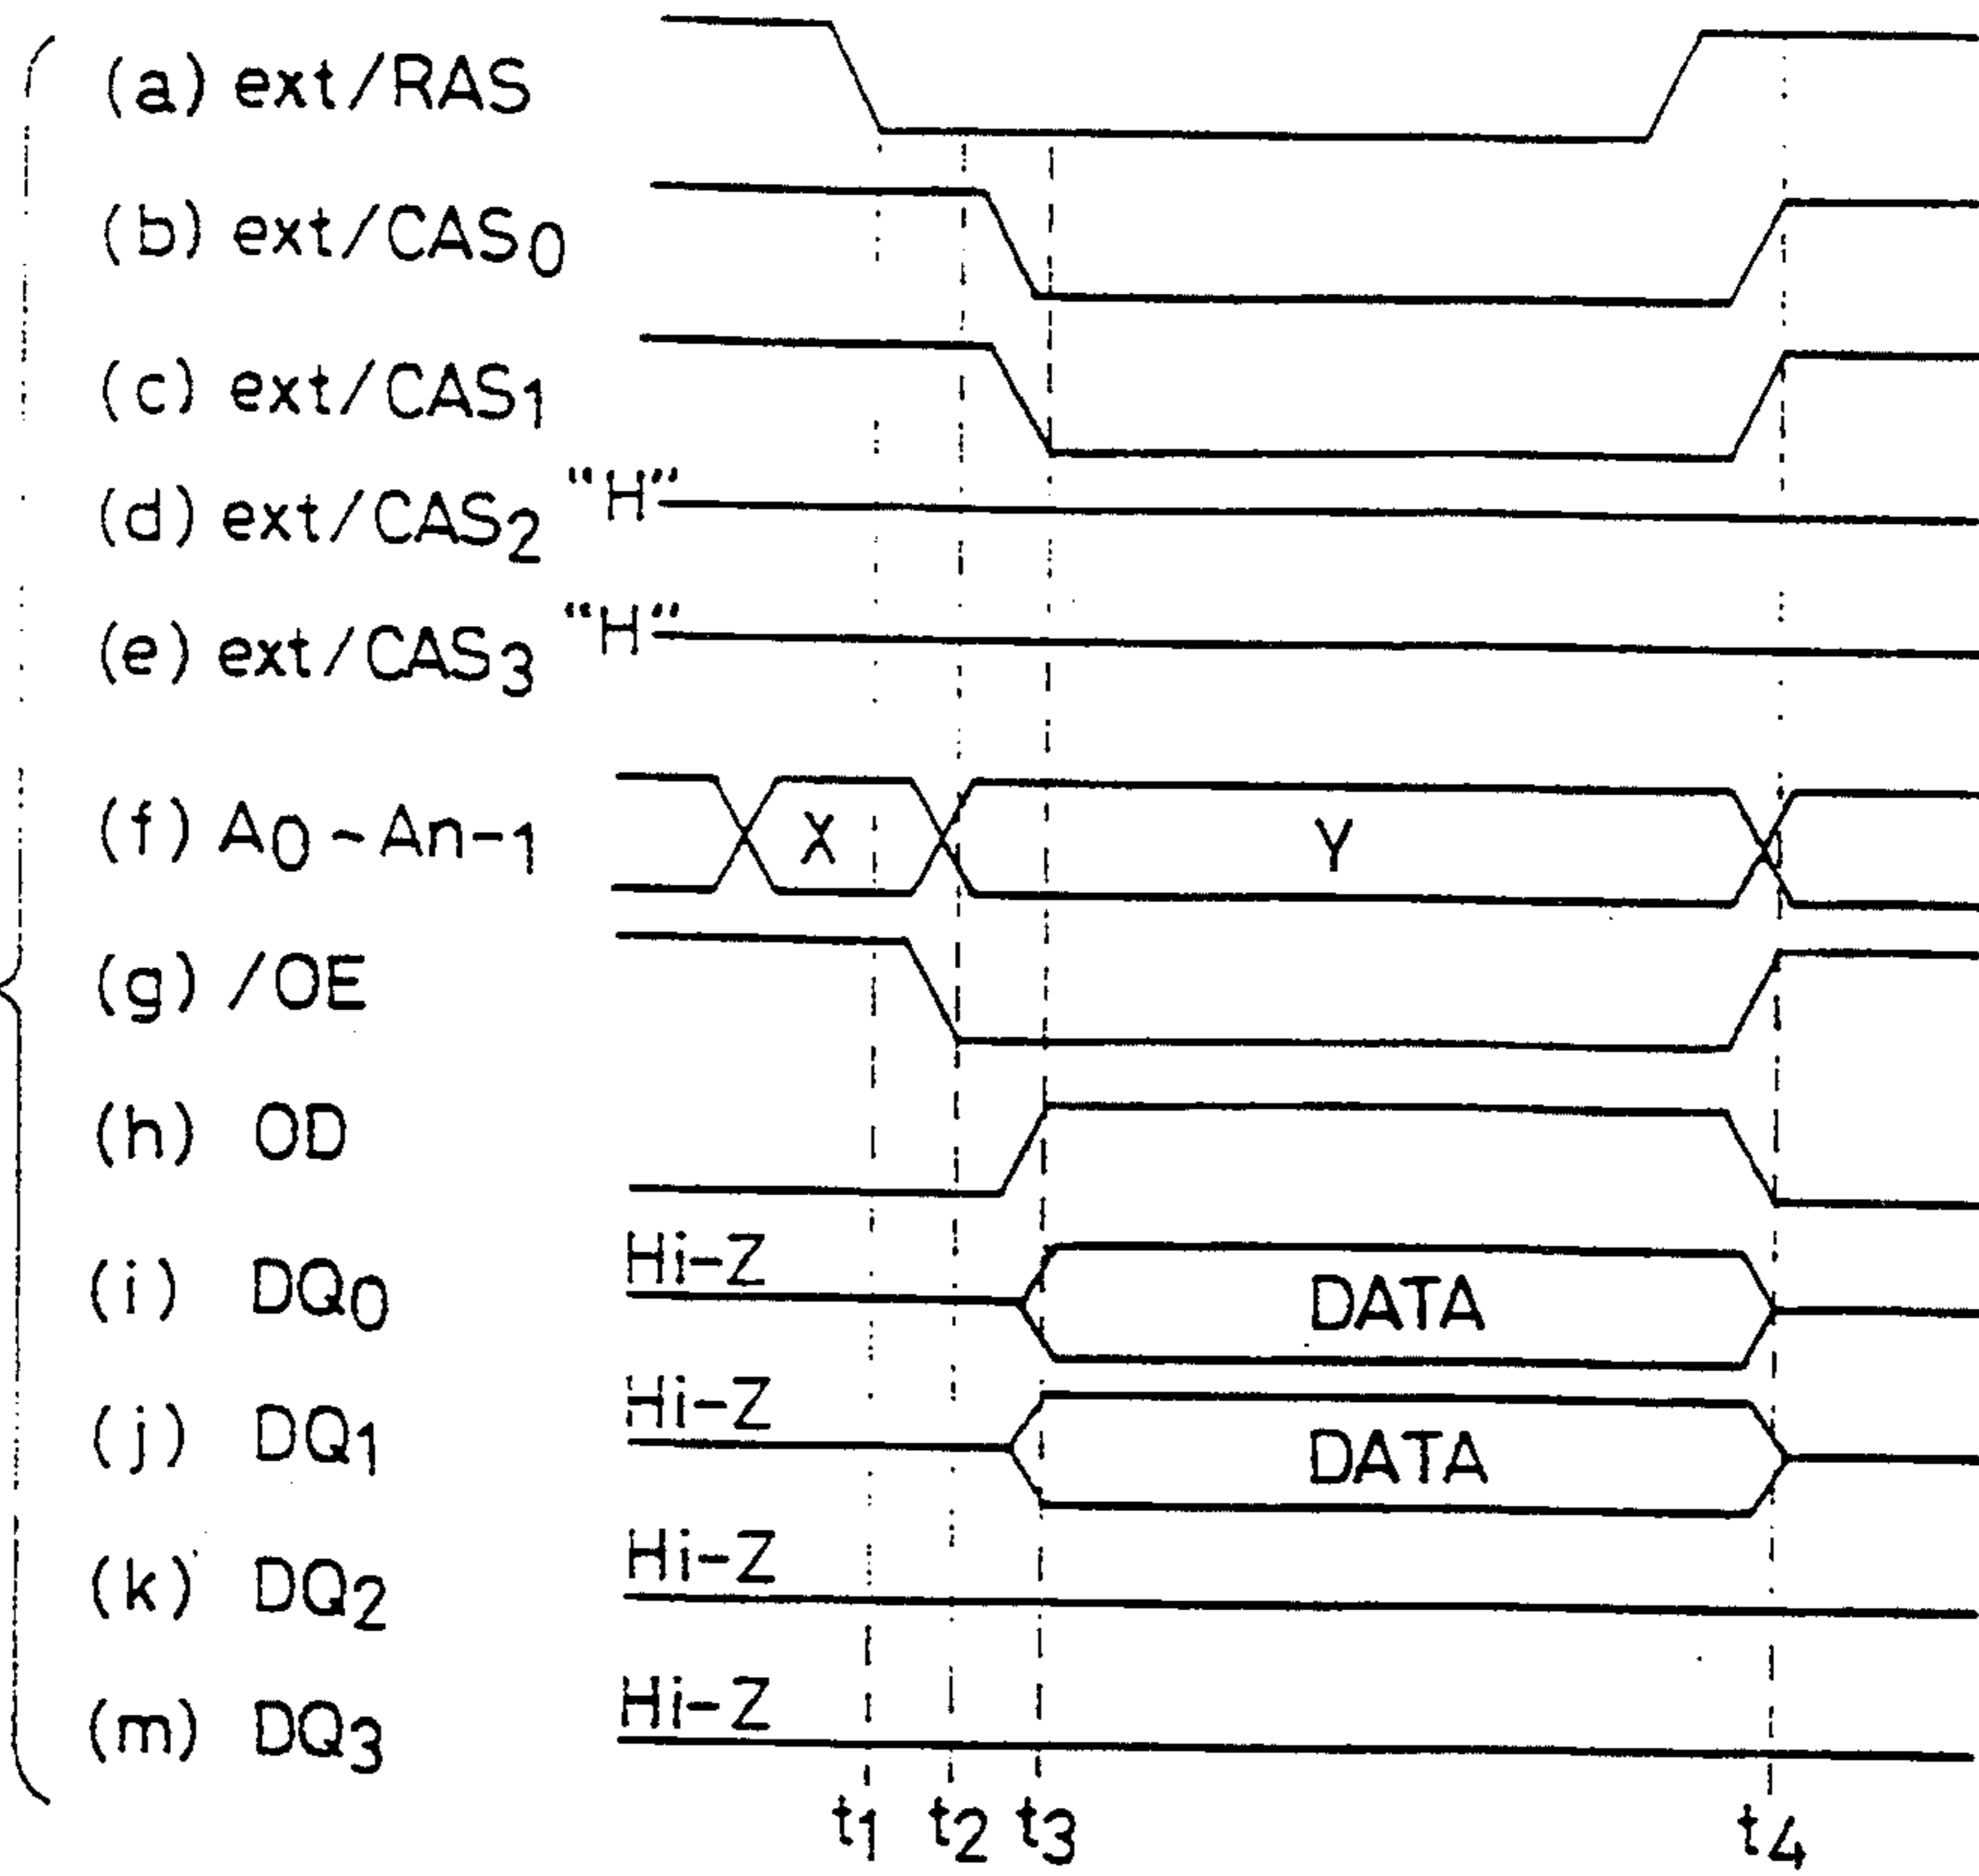 (a) ext/RAS
(b) ext/CAS0
(c) ext/CAS1
(d) ext/CAS2 "H"
(e) ext/CAS3 "H"
(f) A0-An-1 X Y
(g) /OE
(h) OD
(i) DQ0 Hi-Z DATA
(j) DQ1 Hi-Z DATA
(k) DQ2 Hi-Z
(m) DQ3 Hi-Z
t1 t2 t3 t4